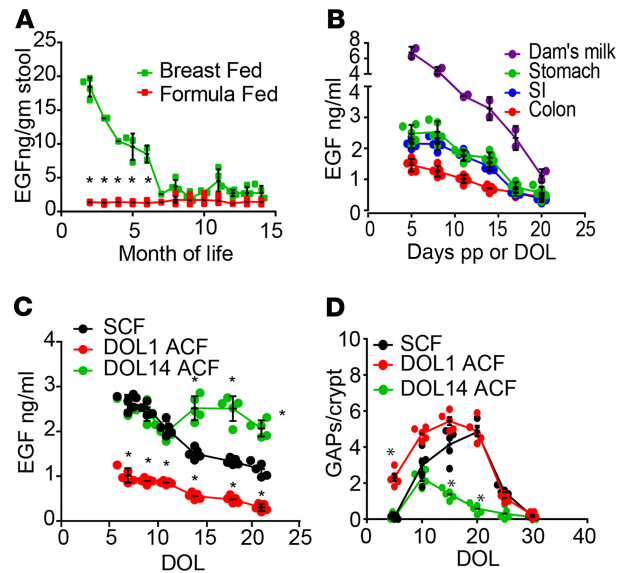 A
EGFng/gm stool
25
20
15
10
5
0
Breast Fed
Formula Fed
* * * * *
0
5
10
15
Month of life
B
EGF ng/ml
8
6
4
3
2
1
0
Dam's milk
Stomach
SI
Colon
0
5
10
15
20
25
Days pp or DOL
C
SCF
DOL1 ACF
DOL14 ACF
EGF ng/ml
4
3
2
1
0
* * *
* * * * * *
0
5
10
15
20
25
DOL
D
SCF
DOL1 ACF
DOL14 ACF
GAPs/crypt
10
8
6
4
2
0
*
* *
0
10
20
30
40
DOL